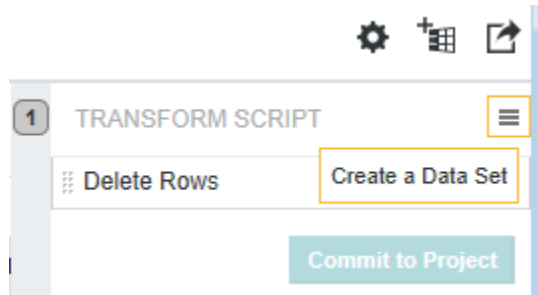 1
TRANSFORM SCRIPT
Delete Rows
Create a Data Set
Commit to Project